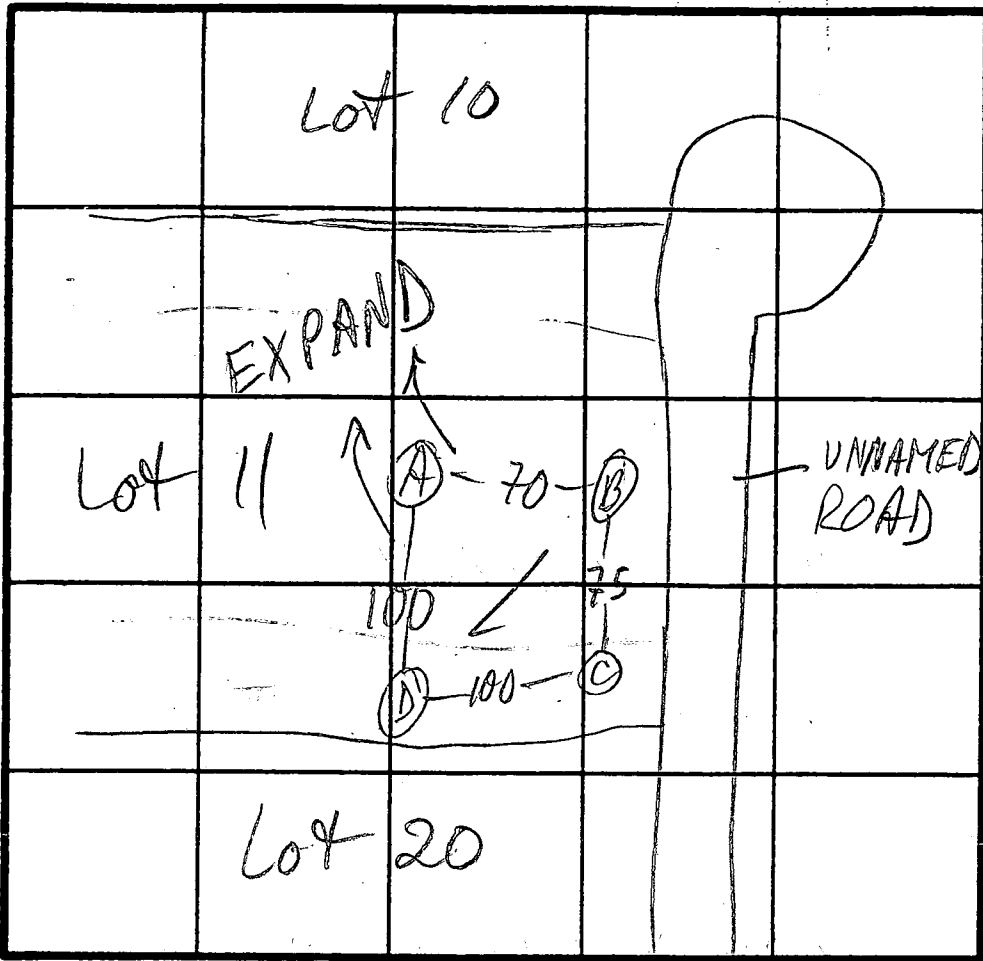 Lot 10
EXPAND
Lot 11
A - 70 - B
UNNAMED
ROAD
100
75
D - 100 - C
Lot 20